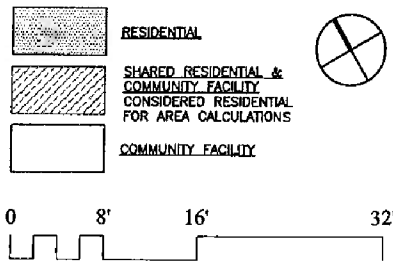 RESIDENTIAL
SHARED RESIDENTIAL &
COMMUNITY FACILITY
CONSIDERED RESIDENTIAL
FOR AREA CALCULATIONS
COMMUNITY FACILITY
0 8' 16' 32'